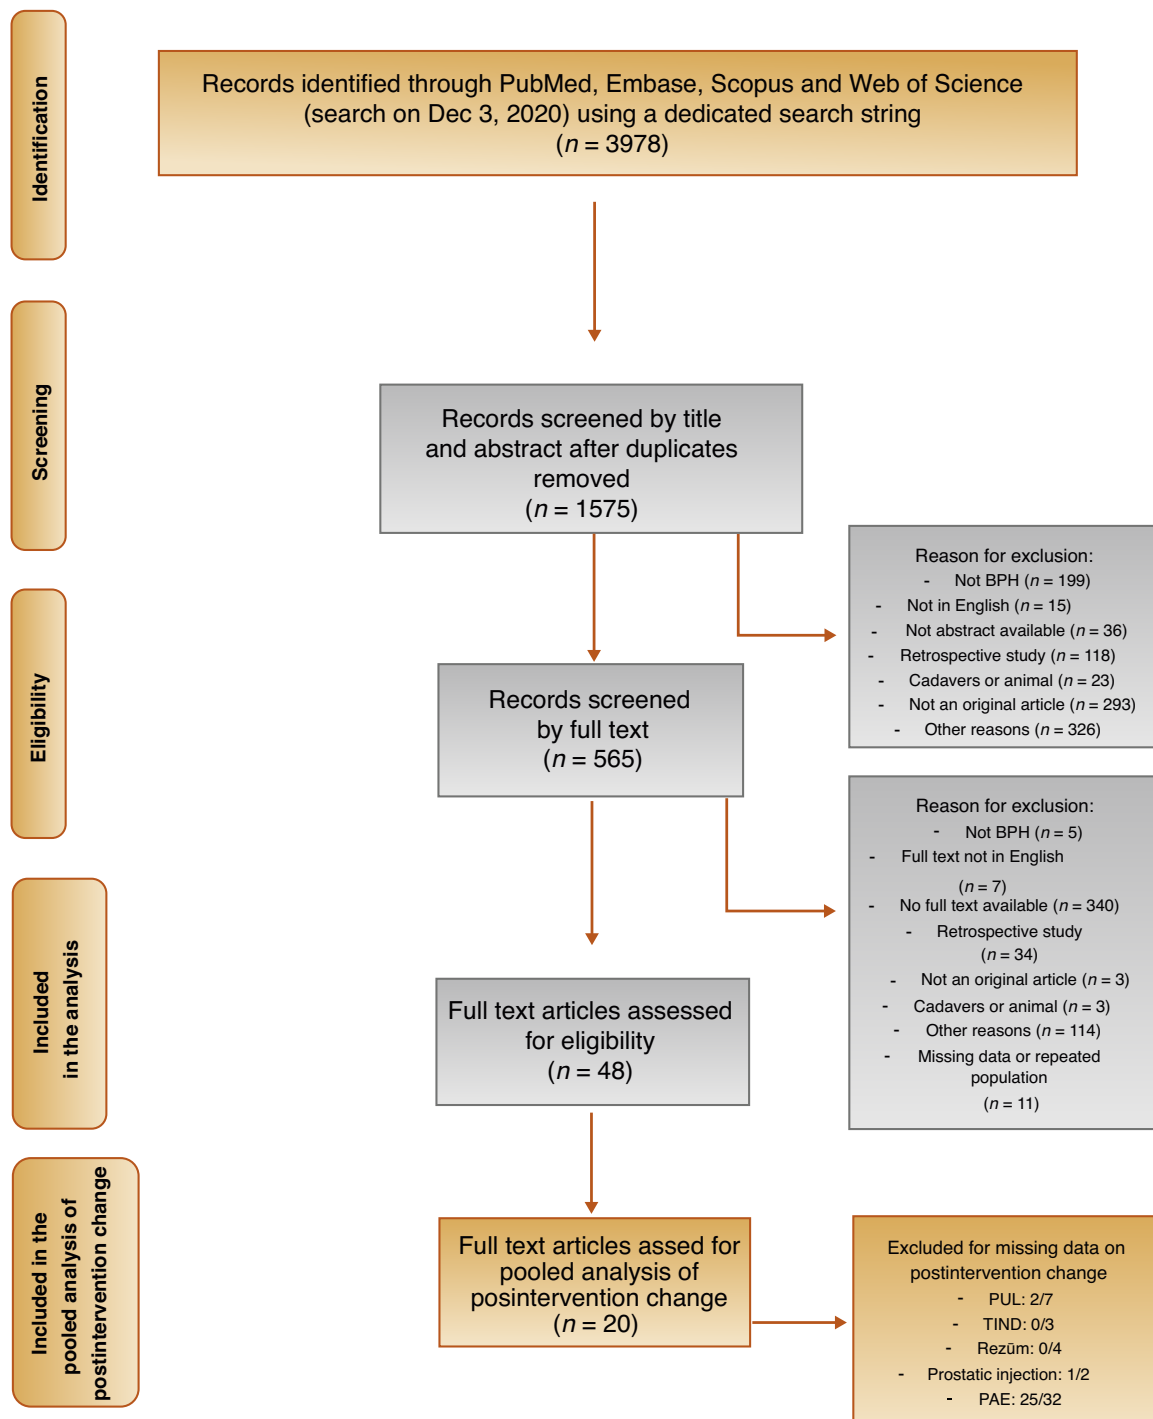 Identification
Records identified through PubMed, Embase, Scopus and Web of Science
(search on Dec 3, 2020) using a dedicated search string
(n = 3978)
Screening
Records screened by title
and abstract after duplicates
removed
(n = 1575)
Reason for exclusion:
- Not BPH (n = 199)
- Not in English (n = 15)
- Not abstract available (n = 36)
- Retrospective study (n = 118)
- Cadavers or animal (n = 23)
- Not an original article (n = 293)
- Other reasons (n = 326)
Eligibility
Records screened
by full text
(n = 565)
Reason for exclusion:
- Not BPH (n = 5)
- Full text not in English
(n = 7)
- No full text available (n = 340)
- Retrospective study
(n = 34)
- Not an original article (n = 3)
- Cadavers or animal (n = 3)
- Other reasons (n = 114)
- Missing data or repeated
population
(n = 11)
Included
in the analysis
Full text articles assessed
for eligibility
(n = 48)
Included in the
pooled analysis of
postintervention change
Full text articles assed for
pooled analysis of
posintervention change
(n = 20)
Excluded for missing data on
postintervention change
- PUL: 2/7
- TIND: 0/3
- Rezūm: 0/4
- Prostatic injection: 1/2
- PAE: 25/32